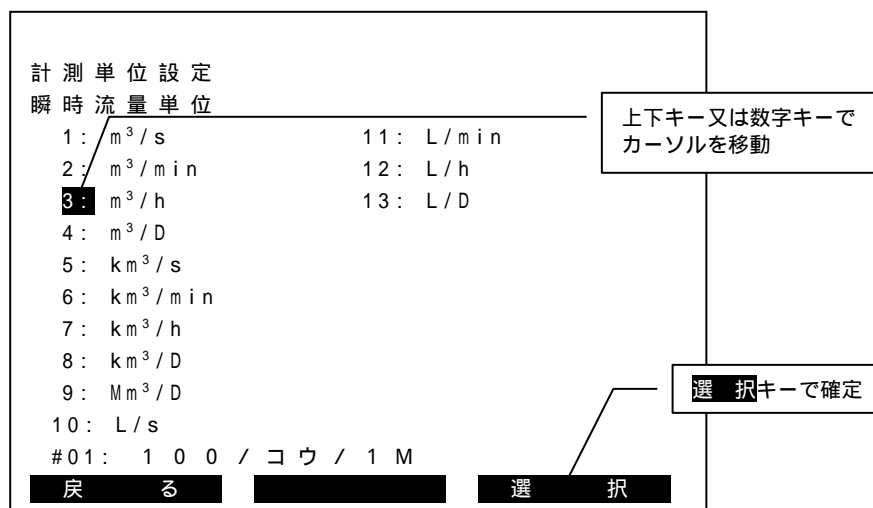 計測単位設定
瞬時流量単位
1: m³/s 11: L/min
2: m³/min 12: L/h
3: m³/h 13: L/D
4: m³/D
5: km³/s
6: km³/min
7: km³/h
8: km³/D
9: Mm³/D
10: L/s
#01: 100/コウ/1M
戻る 選択
上下キー又は数字キーで
カーソルを移動
選択キーで確定